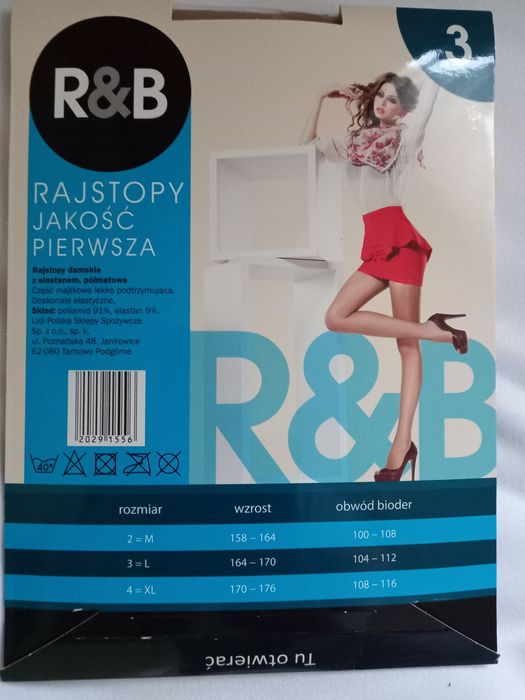 3
R&B
RAJSTOPY
JAKOŚĆ
PIERWSZA
Rajstopy damskie
z elastanem, półmatowe
Część majtkowa lekko podtrzymująca.
Doskonale elastyczne.
Skład: poliamid 91%, elastan 9%.
Lidl Polska Sklepy Spożywcze
Sp. z o.o., sp. k.
ul. Poznańska 48, Jankowice
62-080 Tarnowo Podgórne
20291556
40°
R&B
rozmiar wzrost obwód bioder
2 = M 158 – 164 100 – 108
3 = L 164 – 170 104 – 112
4 = XL 170 – 176 108 – 116
Tu otwierać